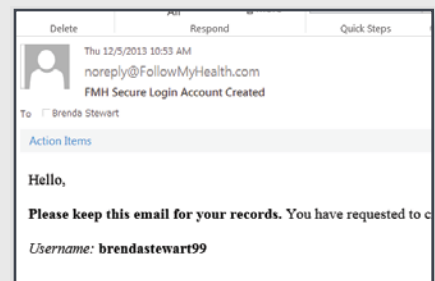 Delete Respond Quick Steps
Thu 12/5/2013 10:53 AM
noreply@FollowMyHealth.com
FMH Secure Login Account Created
To Brenda Stewart
Action Items
Hello,
Please keep this email for your records. You have requested to c
Username: brendastewart99